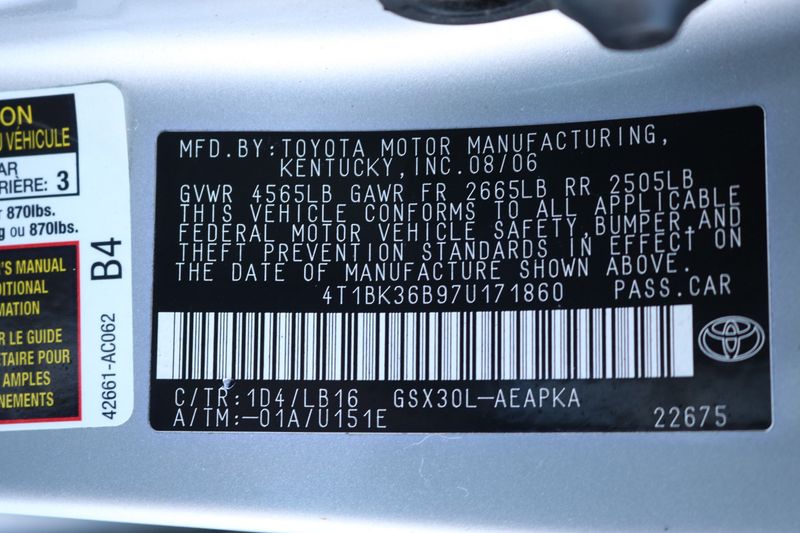 ON
U VÉHICULE
AR
RIÈRE: 3
r 870lbs.
g ou 870lbs.
'S MANUAL
DITIONAL
RMATION
R LE GUIDE
ÉTAIRE POUR
AMPLES
NEMENTS
B4
42661-AC062
MFD.BY:TOYOTA MOTOR MANUFACTURING,
KENTUCKY,INC.08/06
GVWR 4565LB GAWR FR 2665LB RR 2505LB
THIS VEHICLE CONFORMS TO ALL APPLICABLE
FEDERAL MOTOR VEHICLE SAFETY,BUMPER,AND
THEFT PREVENTION STANDARDS IN EFFECT ON
THE DATE OF MANUFACTURE SHOWN ABOVE.
4T1BK36B97U171860 PASS.CAR
C/TR:1D4/LB16 GSX30L-AEAPKA
A/TM:-01A/U151E 22675